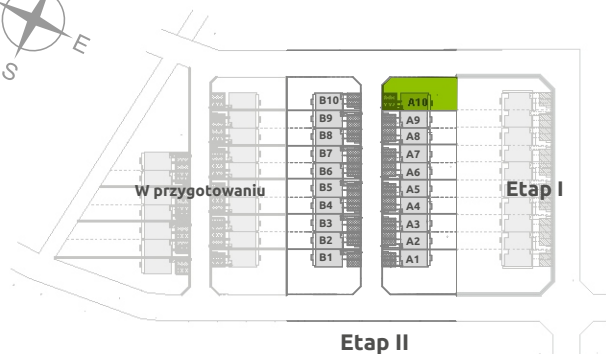 E
S
B10
B9
B8
B7
B6
B5
B4
B3
B2
B1
A10
A9
A8
A7
A6
A5
A4
A3
A2
A1
W przygotowaniu
Etap I
Etap II